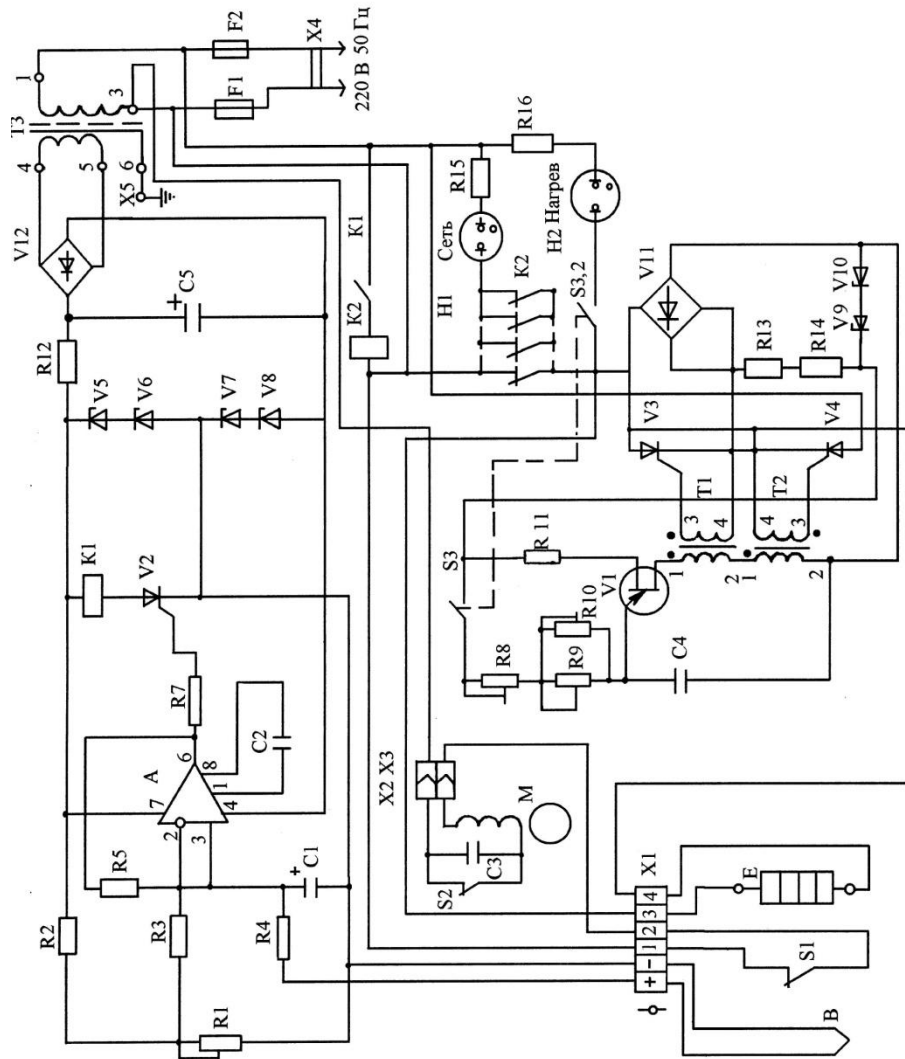 1
T3
3
F2
X4
F1
220 В 50 Гц
4
5
6
X5
V12
R12
+
C5
V5
V6
V7
V8
K1
V2
R7
A
6
8
1
7
4
2
3
C2
R5
R2
R3
R4
+
C1
R1
K1
K2
R15
R16
Сеть
H1
K2
H2 Нагрев
S3,2
V11
V10
V9
R13
R14
V3
V4
T1
T2
3
4
4
3
1
2
1
2
S3
R 11
V1
R10
R8
R9
C4
X2 X3
M
C3
S2
X1
+
-
1
2
3
4
E
S1
B